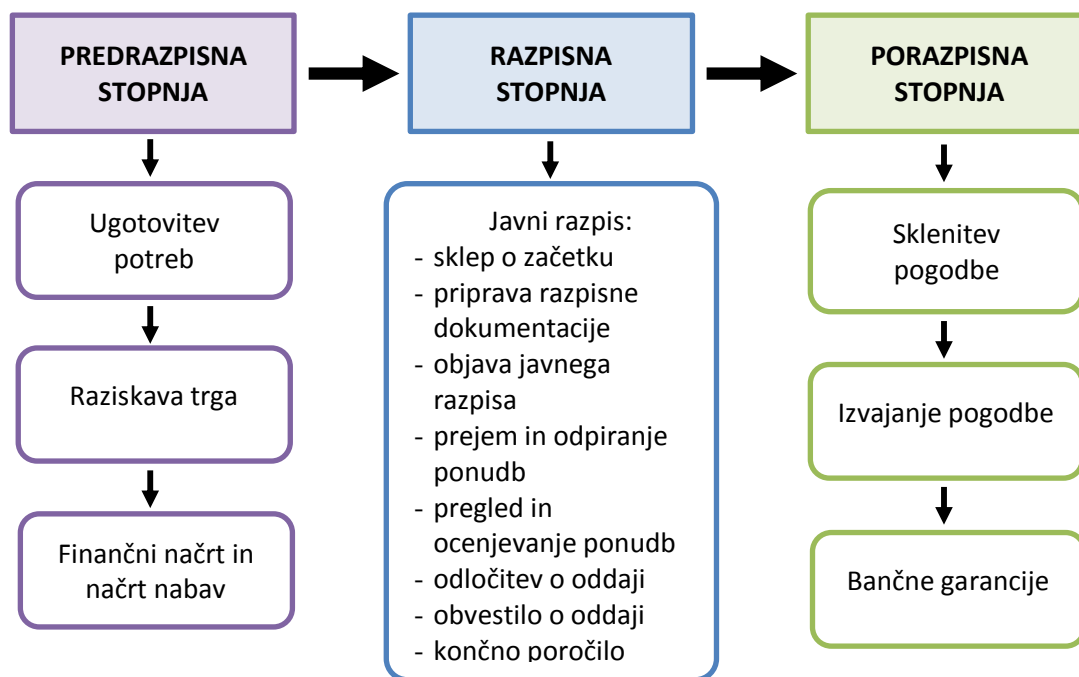 PREDRAZPISNA
STOPNJA
RAZPISNA
STOPNJA
PORAZPISNA
STOPNJA
Ugotovitev
potreb
Raziskava trga
Finančni načrt in
načrt nabav
Javni razpis:
- sklep o začetku
- priprava razpisne
dokumentacije
- objava javnega
razpisa
- prejem in odpiranje
ponudb
- pregled in
ocenjevanje ponudb
- odločitev o oddaji
- obvestilo o oddaji
- končno poročilo
Sklenitev
pogodbe
Izvajanje pogodbe
Bančne garancije